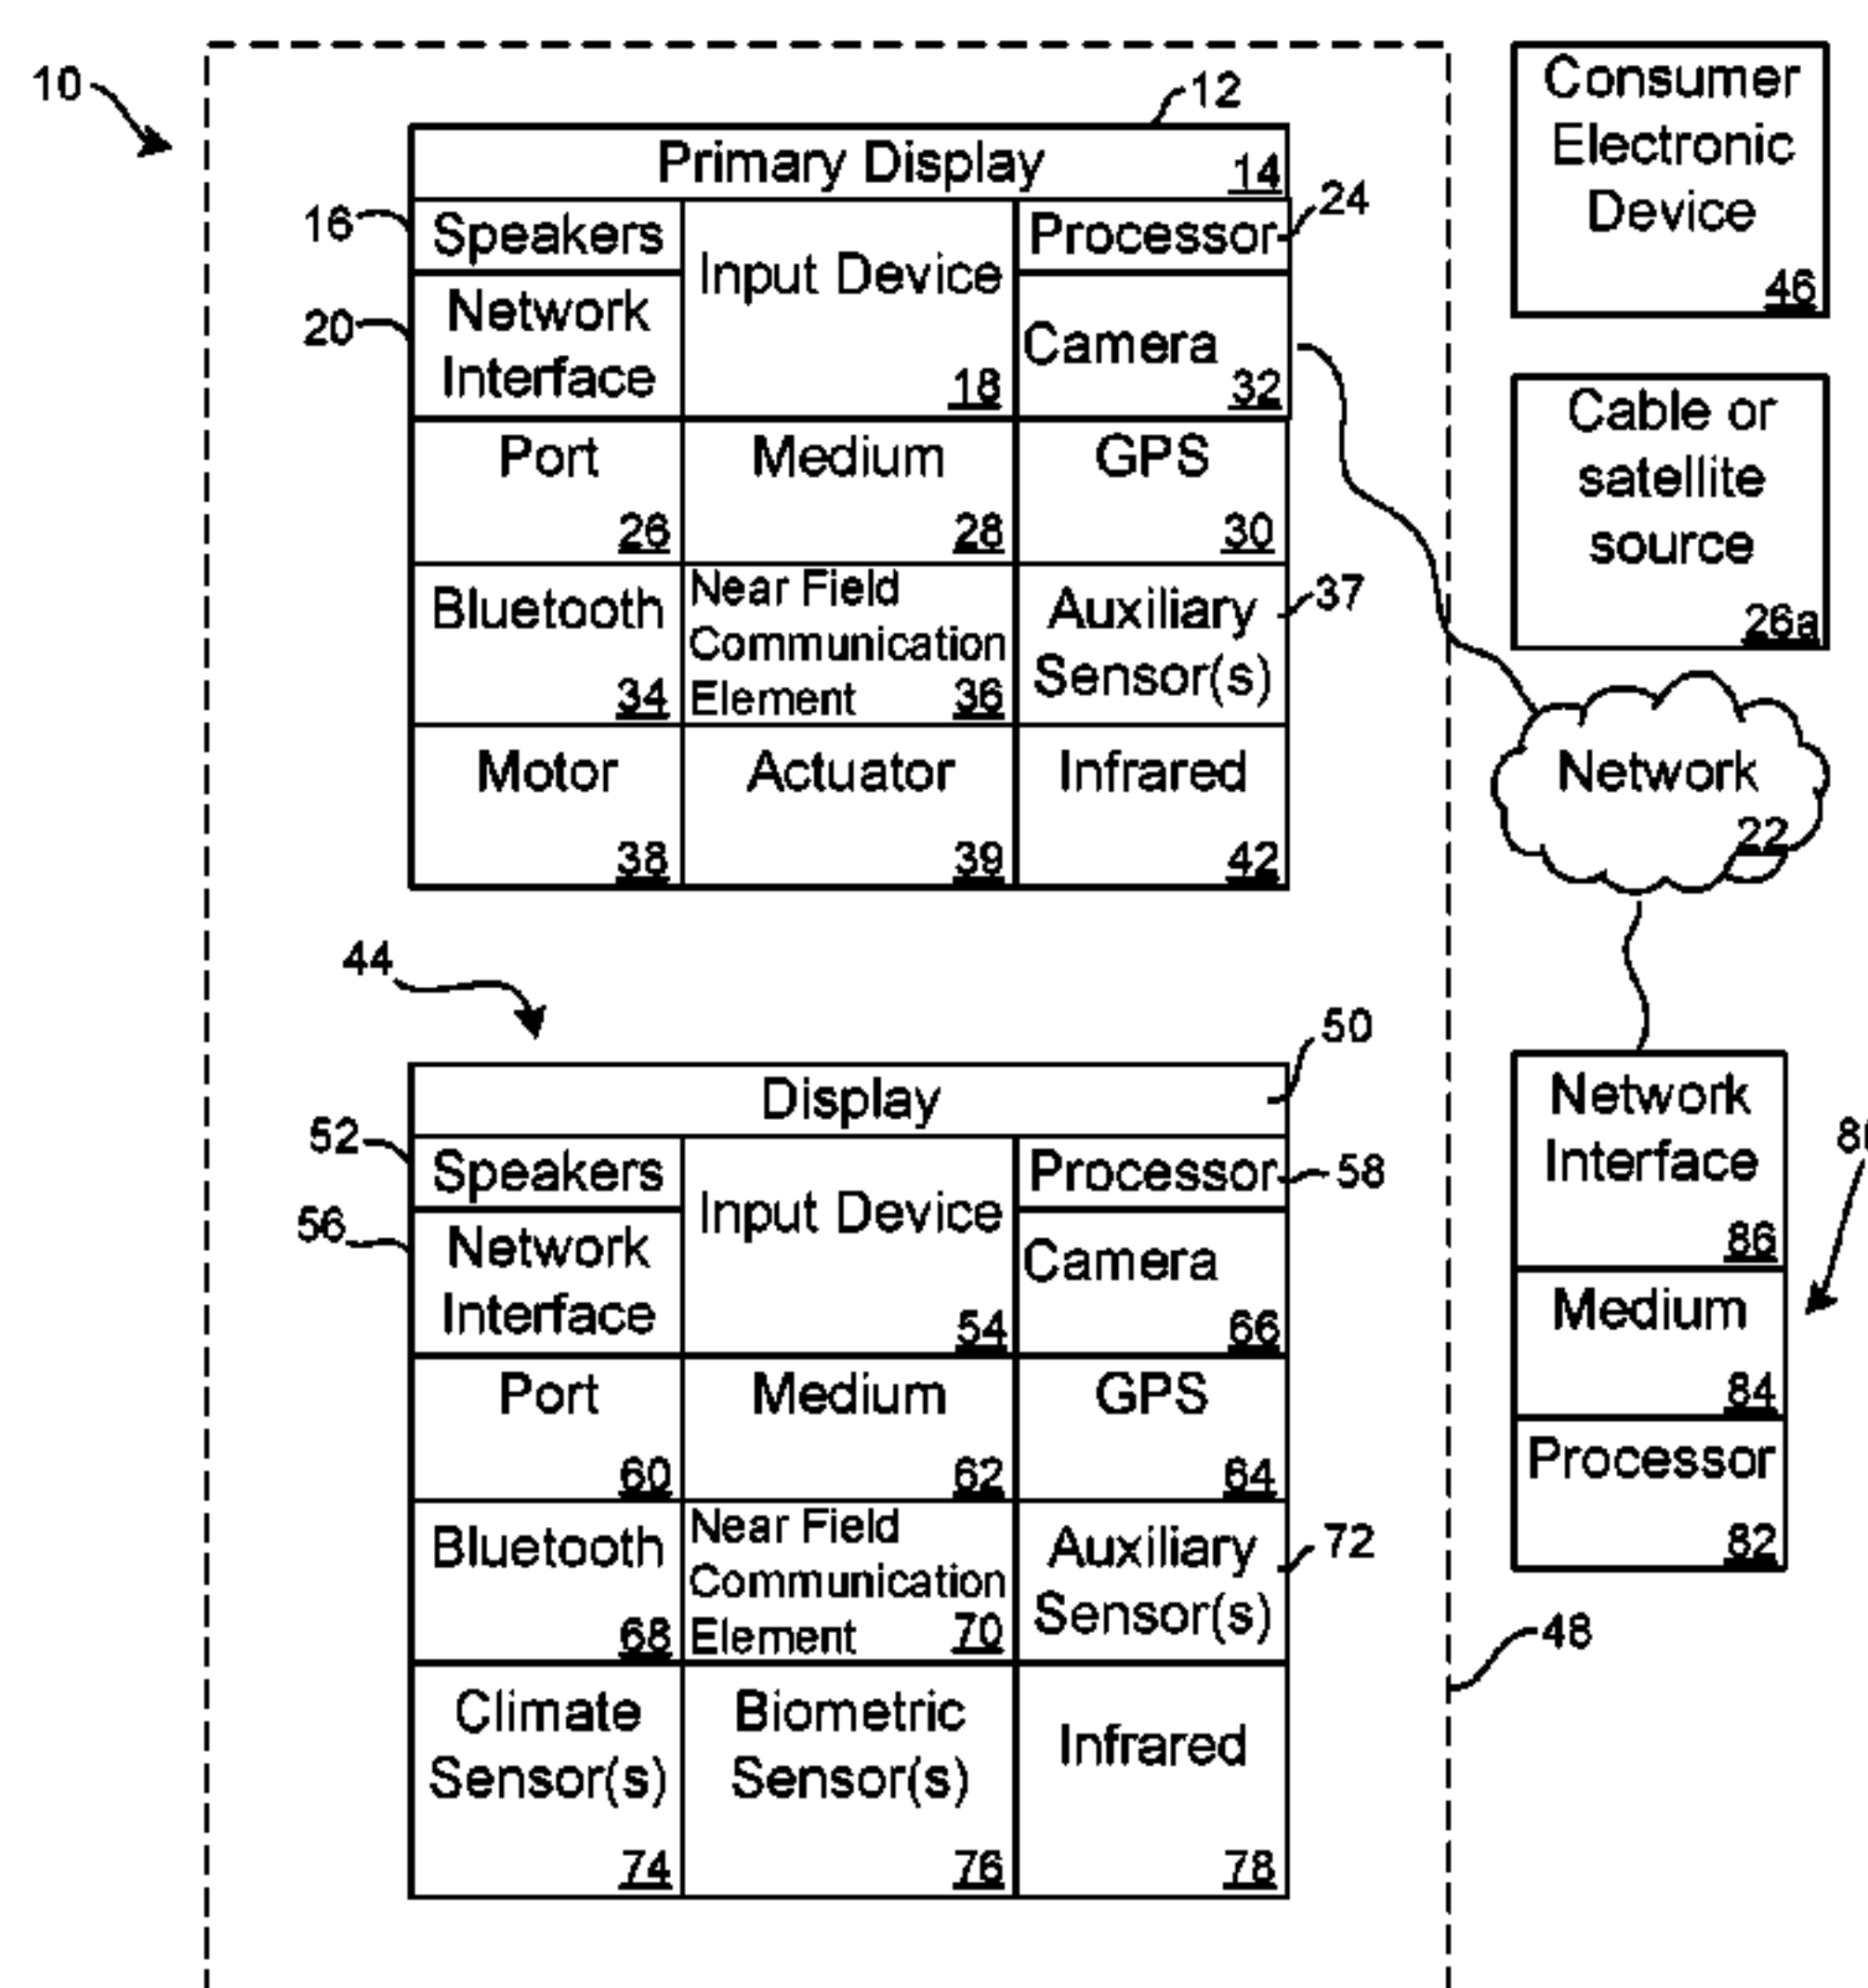 10
12
Primary Display
14
16
Speakers
Input Device
18
Processor
24
20
Network
Interface
Camera
32
Port
26
Medium
28
GPS
30
Bluetooth
34
Near Field
Communication
Element
36
Auxiliary
Sensor(s)
37
Motor
38
Actuator
39
Infrared
42
44
Display
50
52
Speakers
Input Device
54
Processor
58
56
Network
Interface
Camera
66
Port
60
Medium
62
GPS
64
Bluetooth
68
Near Field
Communication
Element
70
Auxiliary
Sensor(s)
72
Climate
Sensor(s)
74
Biometric
Sensor(s)
76
Infrared
78
48
Consumer
Electronic
Device
46
Cable or
satellite
source
26a
Network
22
Network
Interface
86
Medium
84
Processor
82